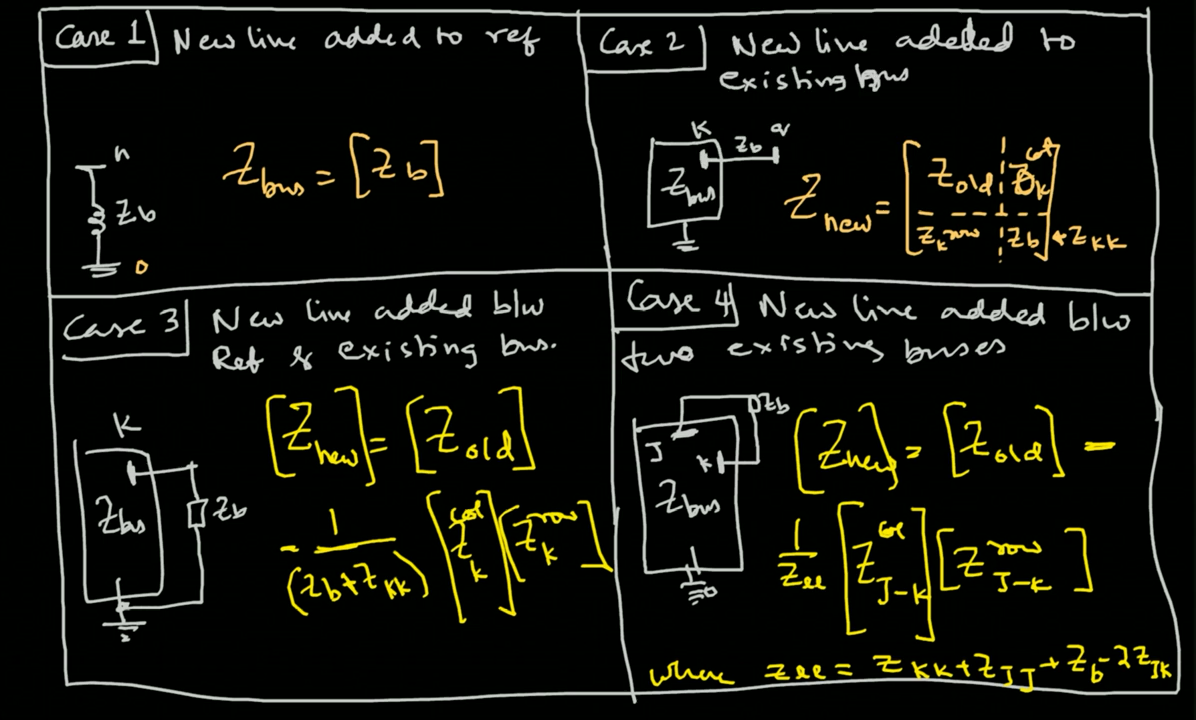 Case 1 New line added to ref
n
Zb
0
Zbus = [Zb]
Case 2 New line adedded to
existing bus
K
Zb
q
Zbus
Znew = [Zold Zk^col
Zk^row Zb] + ZKK
Case 3 New line added b/w
Ref & existing bus.
K
Zbus
Zb
[Znew] = [Zold]
- 1/(Zb+ZKK) [Zk^col] [Zk^row]
Case 4 New line added b/w
two existing buses
J
K
Zb
Zbus
0
[Znew] = [Zold] -
1/Zll [Z^col J-K] [Z^row J-K]
where Zll = ZKK + ZJJ + Zb - 2ZJK